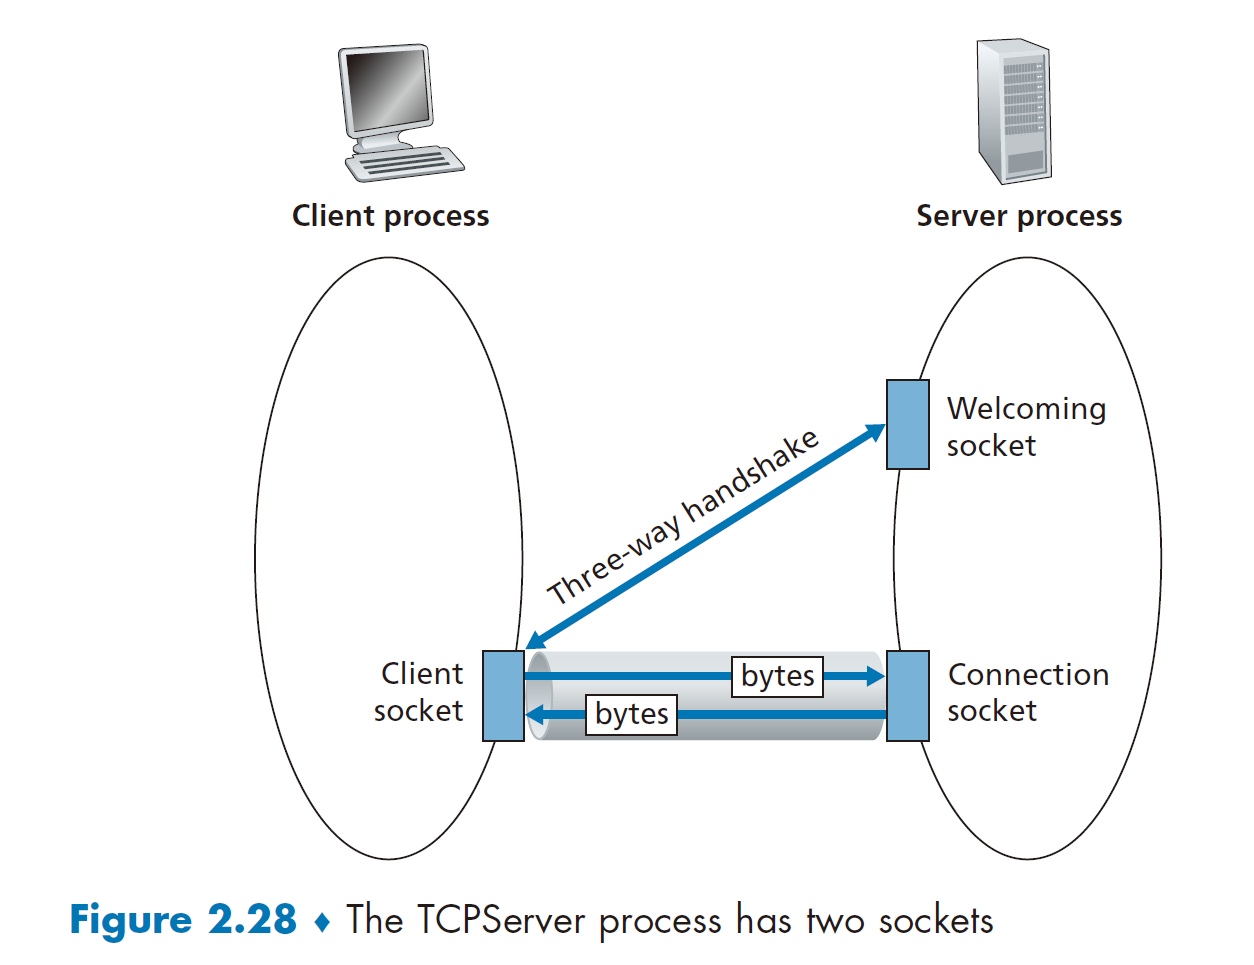 Client process
Server process
Welcoming
socket
Three-way handshake
Client
socket
bytes
bytes
Connection
socket
Figure 2.28 ♦ The TCPServer process has two sockets